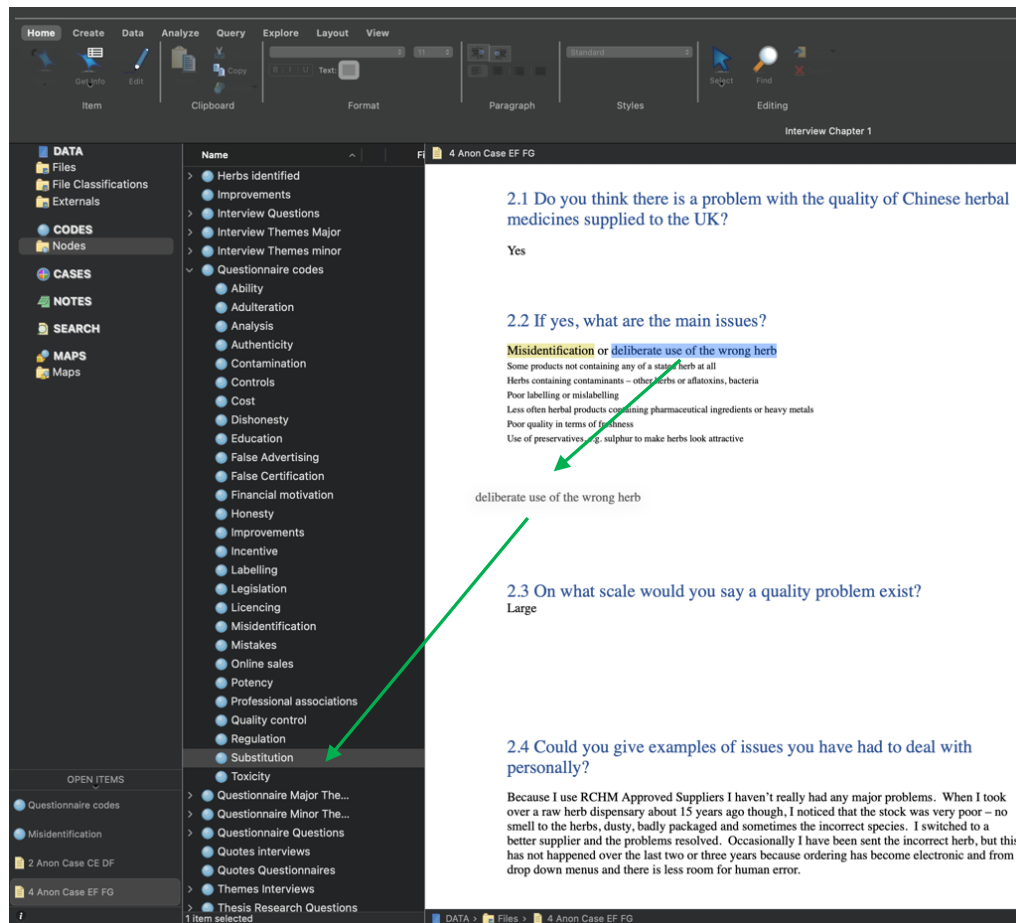 Home Create Data Analyze Query Explore Layout View
11
Copy
B I U Text:
Standard
Get Info Edit
Select Find
Item Clipboard Format Paragraph Styles Editing
Interview Chapter 1
DATA
Files
File Classifications
Externals
CODES
Nodes
CASES
NOTES
SEARCH
MAPS
Maps
OPEN ITEMS
Questionnaire codes
Misidentification
2 Anon Case CE DF
4 Anon Case EF FG
Name Fi
Herbs identified
Improvements
Interview Questions
Interview Themes Major
Interview Themes minor
Questionnaire codes
Ability
Adulteration
Analysis
Authenticity
Contamination
Controls
Cost
Dishonesty
Education
False Advertising
False Certification
Financial motivation
Honesty
Improvements
Incentive
Labelling
Legislation
Licencing
Misidentification
Mistakes
Online sales
Potency
Professional associations
Quality control
Regulation
Substitution
Toxicity
Questionnaire Major The...
Questionnaire Minor The...
Questionnaire Questions
Quotes interviews
Quotes Questionnaires
Themes Interviews
Thesis Research Questions
1 item selected
4 Anon Case EF FG
2.1 Do you think there is a problem with the quality of Chinese herbal
medicines supplied to the UK?
Yes
2.2 If yes, what are the main issues?
Misidentification or deliberate use of the wrong herb
Some products not containing any of a stated herb at all
Herbs containing contaminants – other herbs or aflatoxins, bacteria
Poor labelling or mislabelling
Less often herbal products containing pharmaceutical ingredients or heavy metals
Poor quality in terms of freshness
Use of preservatives, e.g. sulphur to make herbs look attractive
deliberate use of the wrong herb
2.3 On what scale would you say a quality problem exist?
Large
2.4 Could you give examples of issues you have had to deal with
personally?
Because I use RCHM Approved Suppliers I haven't really had any major problems. When I took
over a raw herb dispensary about 15 years ago though, I noticed that the stock was very poor – no
smell to the herbs, dusty, badly packaged and sometimes the incorrect species. I switched to a
better supplier and the problems resolved. Occasionally I have been sent the incorrect herb, but this
has not happened over the last two or three years because ordering has become electronic and from
drop down menus and there is less room for human error.
DATA > Files > 4 Anon Case EF FG